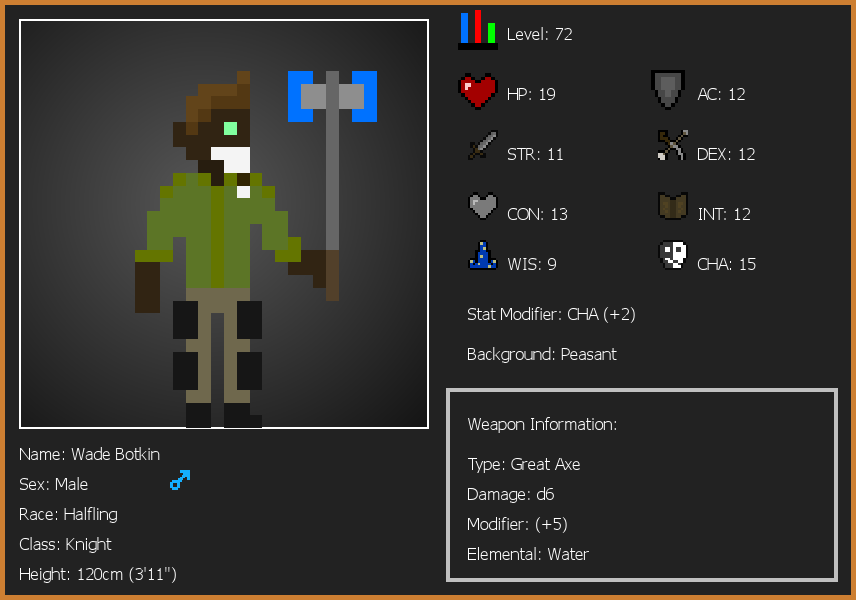 Level: 72
HP: 19
AC: 12
STR: 11
DEX: 12
CON: 13
INT: 12
WIS: 9
CHA: 15
Stat Modifier: CHA (+2)
Background: Peasant
Weapon Information:
Type: Great Axe
Damage: d6
Modifier: (+5)
Elemental: Water
Name: Wade Botkin
Sex: Male
Race: Halfling
Class: Knight
Height: 120cm (3'11")